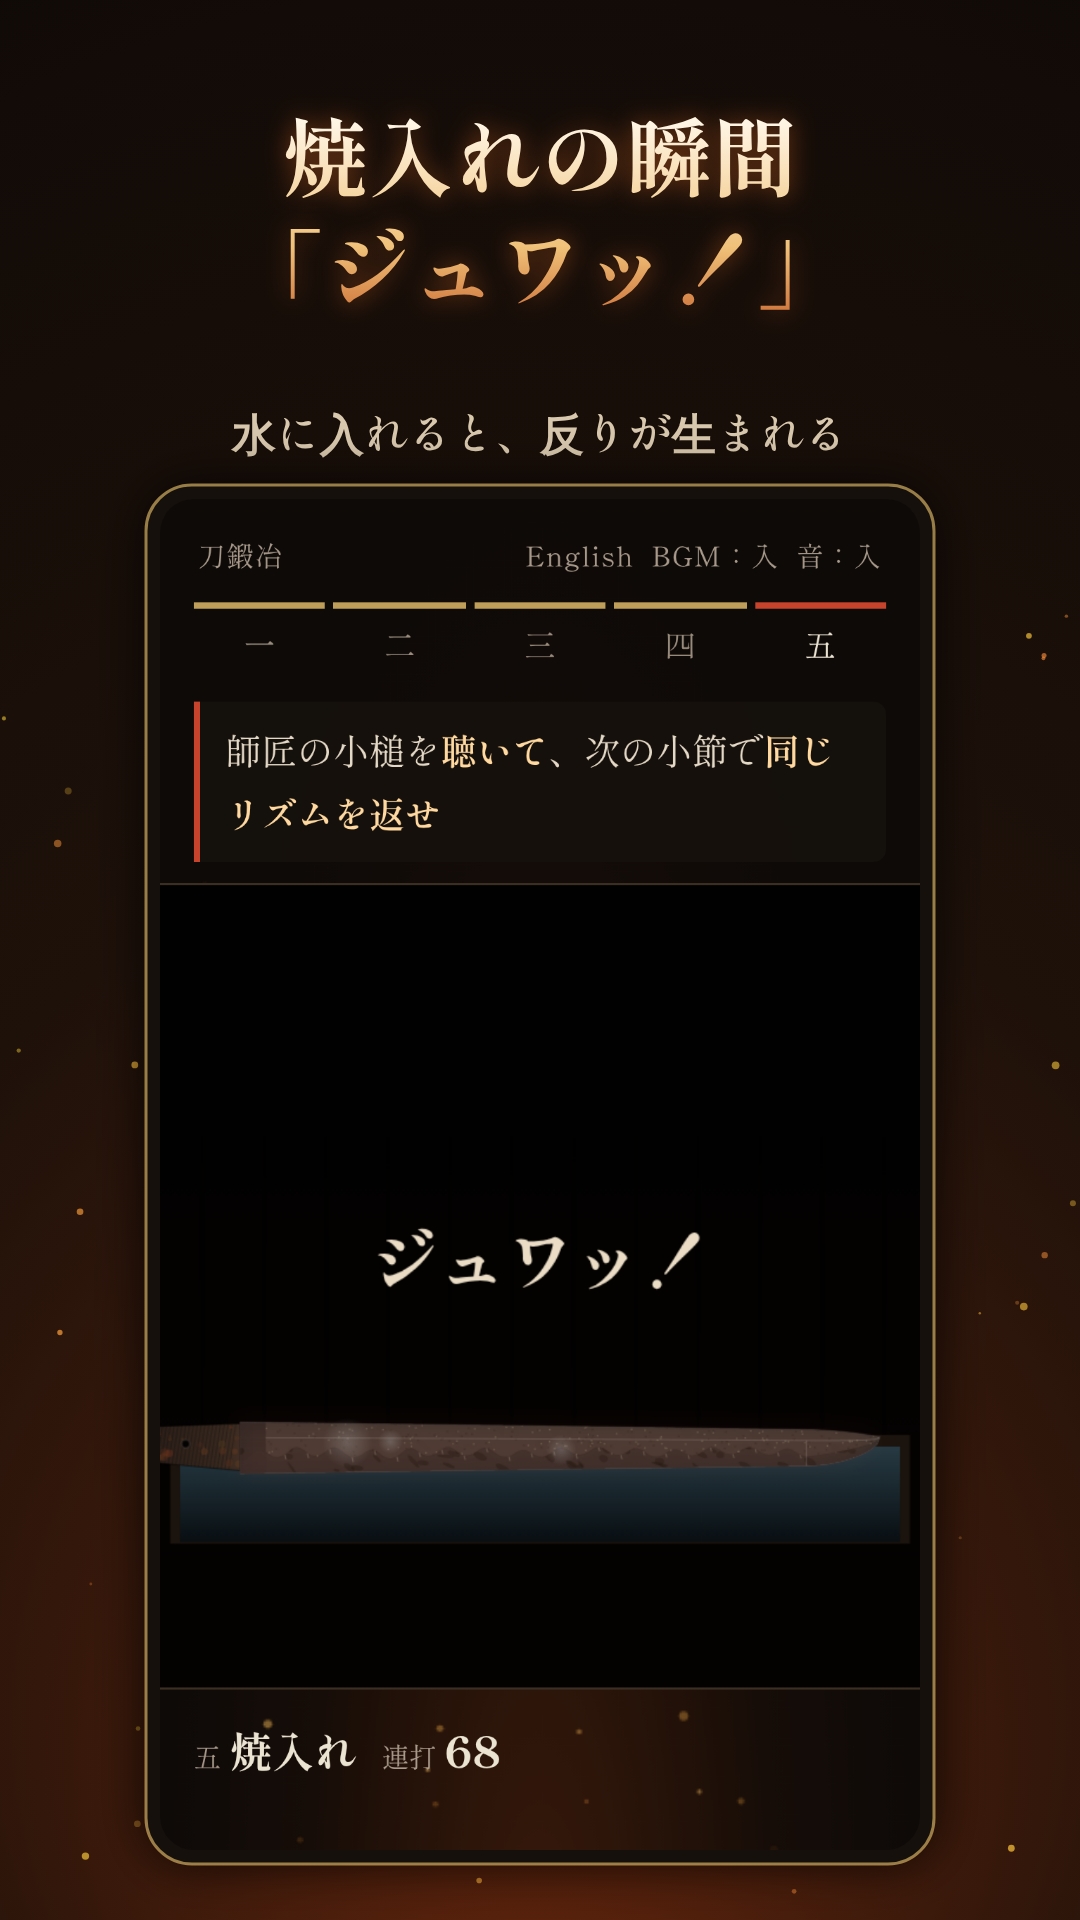 焼入れの瞬間
「ジュワッ！」
水に入れると、反りが生まれる
刀鍛冶 English BGM：入 音：入
一 二 三 四 五
師匠の小槌を聴いて、次の小節で同じ
リズムを返せ
ジュワッ！
五 焼入れ 連打 68